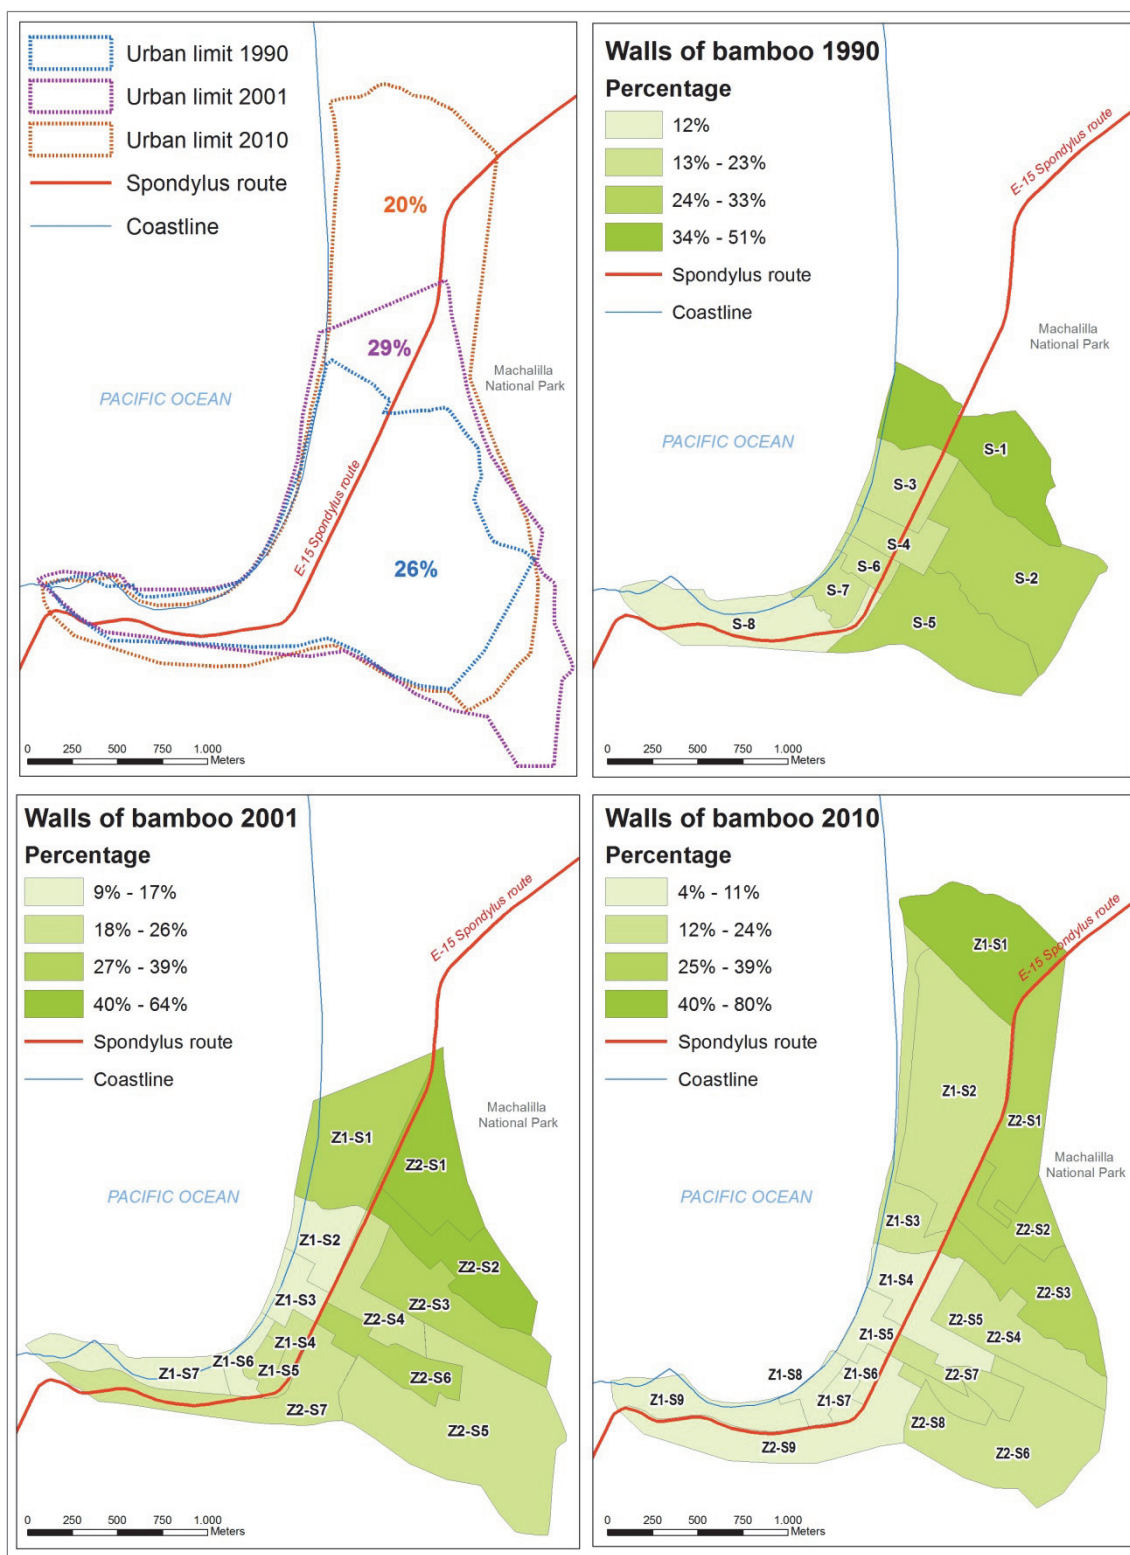 Urban limit 1990
Urban limit 2001
Urban limit 2010
Spondylus route
Coastline
20%
29%
Machalilla
National Park
PACIFIC OCEAN
E-15 Spondylus route
26%
0 250 500 750 1.000
Meters
Walls of bamboo 1990
Percentage
12%
13% - 23%
24% - 33%
34% - 51%
Spondylus route
Coastline
E-15 Spondylus route
Machalilla
National Park
PACIFIC OCEAN
S-1
S-3
S-4
S-6
S-2
S-7
S-8
S-5
0 250 500 750 1.000
Meters
Walls of bamboo 2001
Percentage
9% - 17%
18% - 26%
27% - 39%
40% - 64%
Spondylus route
Coastline
E-15 Spondylus route
Machalilla
National Park
PACIFIC OCEAN
Z1-S1
Z2-S1
Z1-S2
Z2-S2
Z1-S3
Z2-S3
Z2-S4
Z1-S4
Z1-S6
Z1-S7
Z1-S5
Z2-S6
Z2-S7
Z2-S5
0 250 500 750 1.000
Meters
Walls of bamboo 2010
Percentage
4% - 11%
12% - 24%
25% - 39%
40% - 80%
Spondylus route
Coastline
Z1-S1
E-15 Spondylus route
Z1-S2
Z2-S1
Machalilla
National Park
PACIFIC OCEAN
Z1-S3
Z2-S2
Z1-S4
Z2-S3
Z2-S5
Z1-S5
Z2-S4
Z1-S8
Z1-S6
Z2-S7
Z1-S9
Z1-S7
Z2-S8
Z2-S9
Z2-S6
0 250 500 750 1.000
Meters